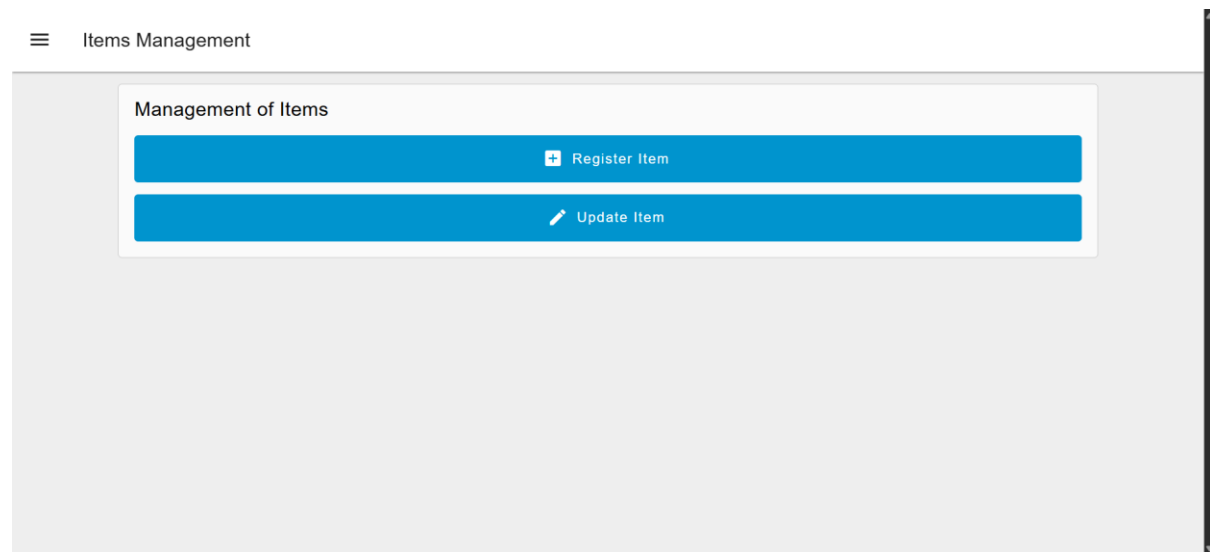 Items Management
Management of Items
Register Item
Update Item